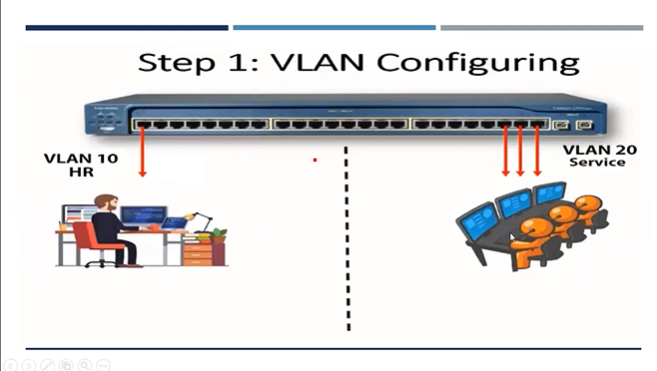 Step 1: VLAN Configuring
VLAN 10
HR
VLAN 20
Service